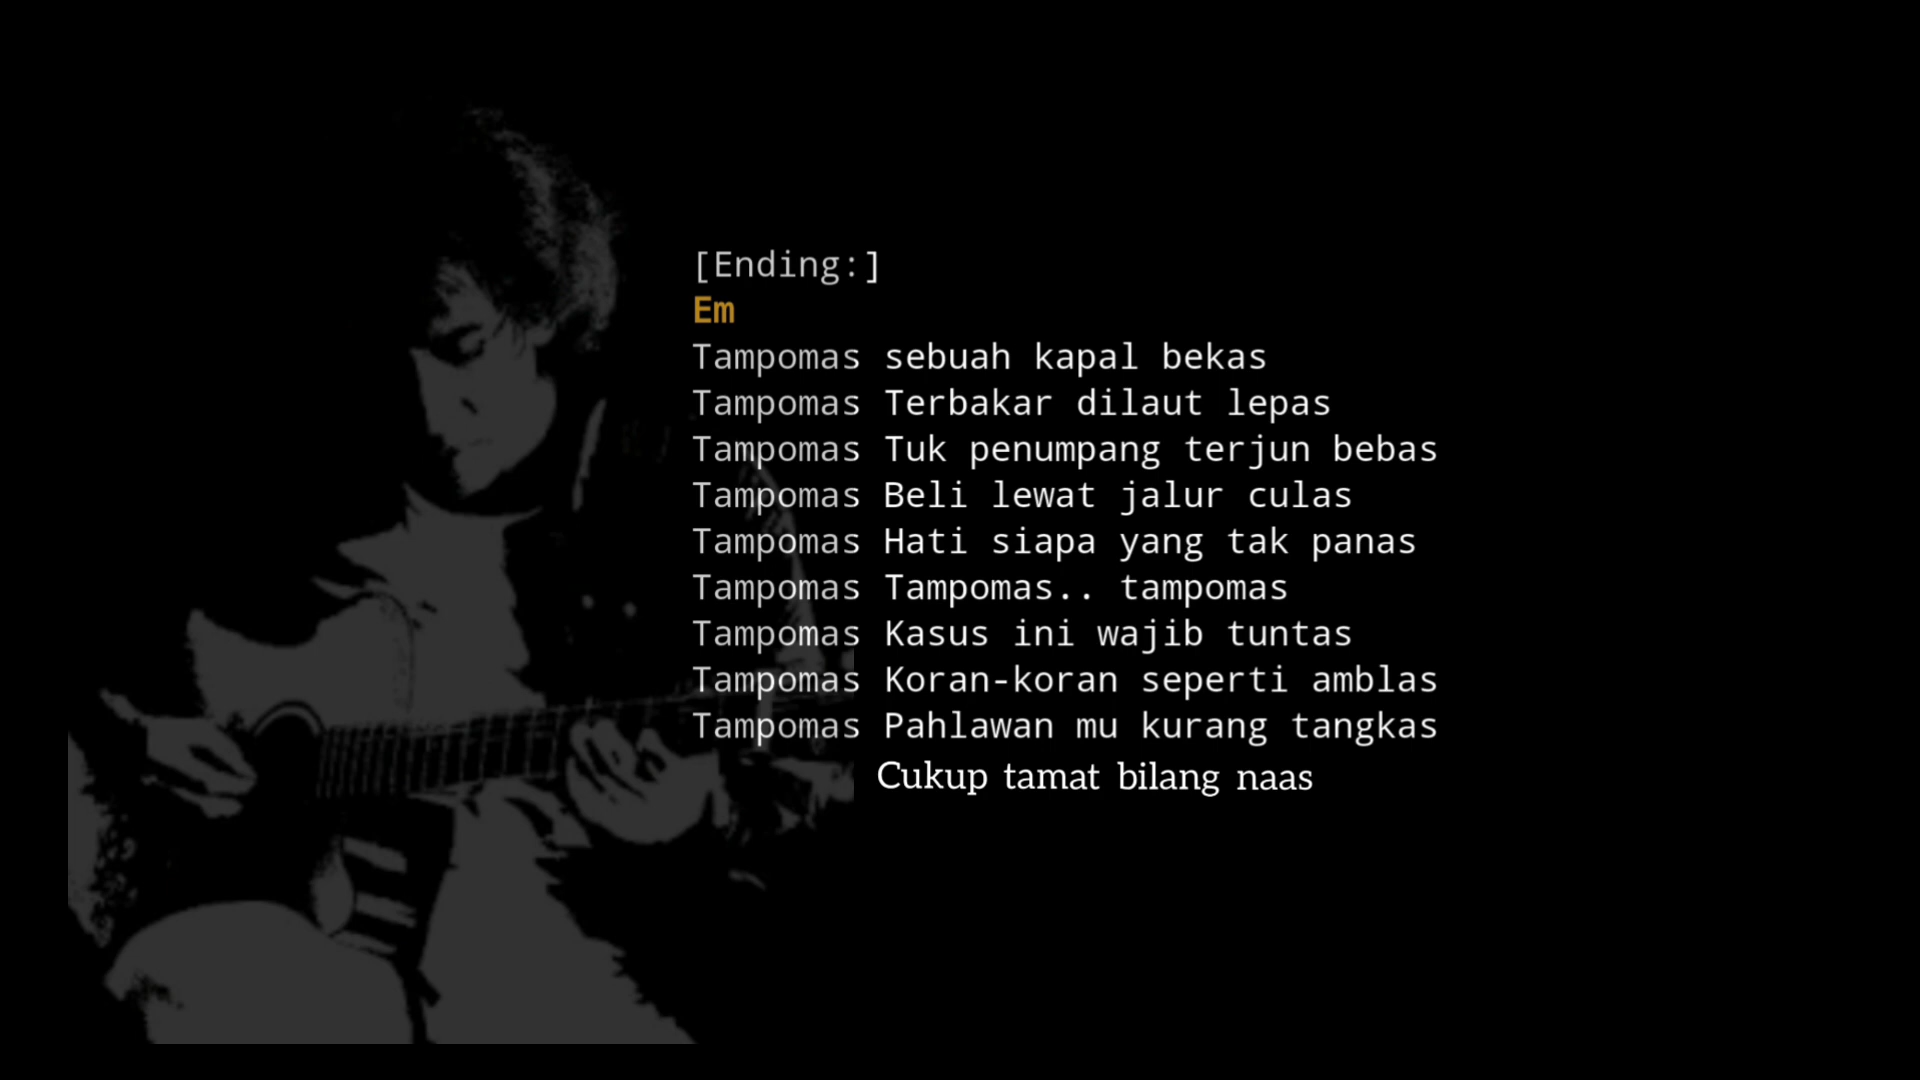 [Ending:]
Em
Tampomas sebuah kapal bekas
Tampomas Terbakar dilaut lepas
Tampomas Tuk penumpang terjun bebas
Tampomas Beli lewat jalur culas
Tampomas Hati siapa yang tak panas
Tampomas Tampomas.. tampomas
Tampomas Kasus ini wajib tuntas
Tampomas Koran-koran seperti amblas
Tampomas Pahlawan mu kurang tangkas
Cukup tamat bilang naas